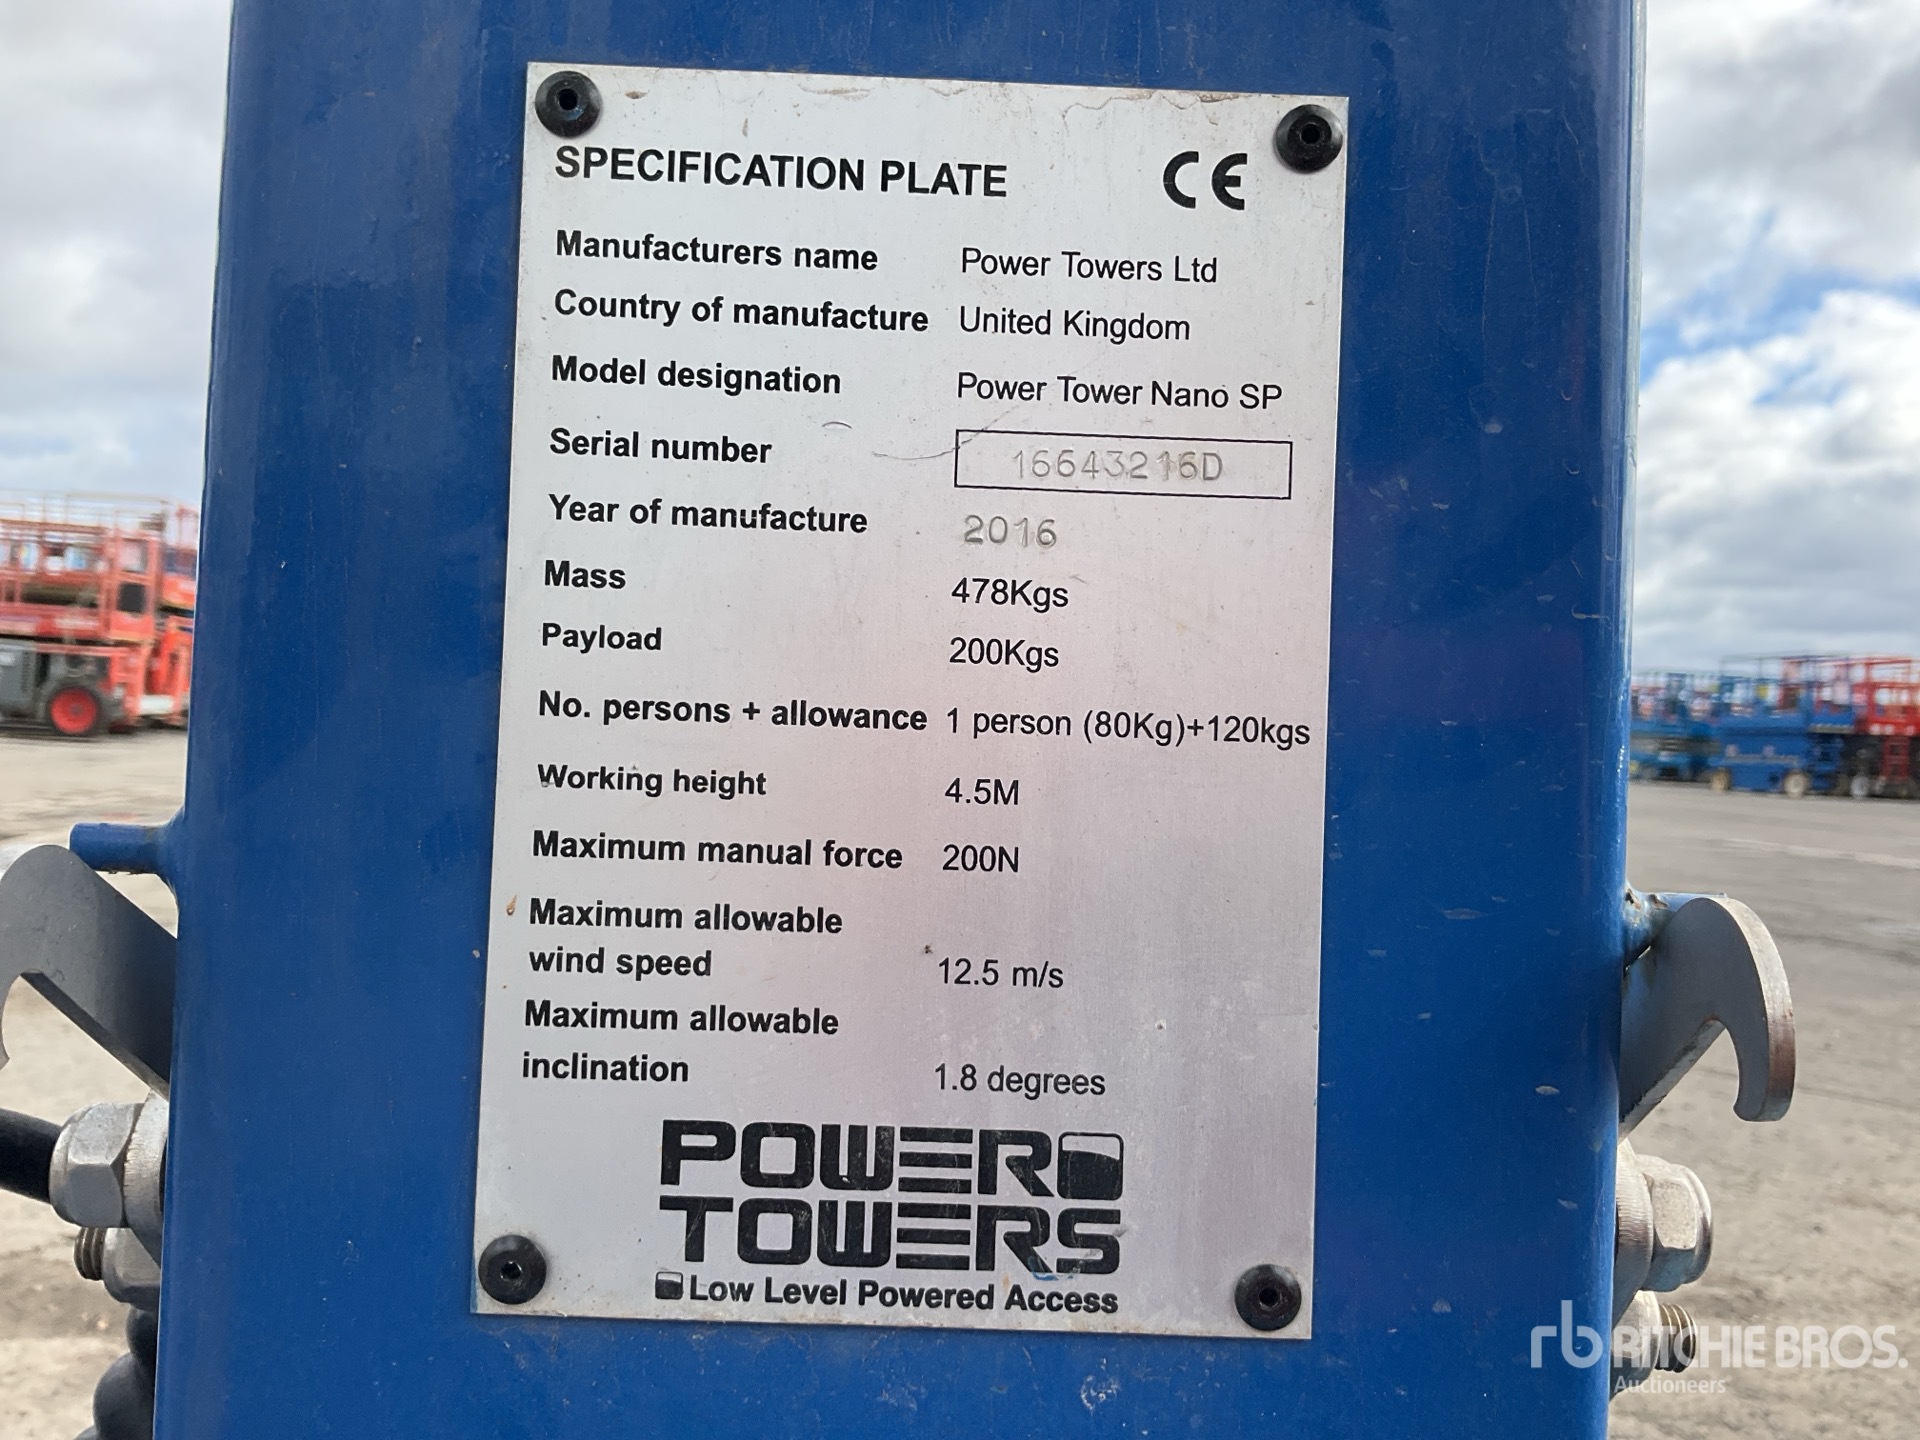 SPECIFICATION PLATE CE
Manufacturers name Power Towers Ltd
Country of manufacture United Kingdom
Model designation Power Tower Nano SP
Serial number 16643216D
Year of manufacture 2016
Mass 478Kgs
Payload 200Kgs
No. persons + allowance 1 person (80Kg)+120kgs
Working height 4.5M
Maximum manual force 200N
Maximum allowable
wind speed 12.5 m/s
Maximum allowable
inclination 1.8 degrees
POWER
TOWERS
Low Level Powered Access
rb RITCHIE BROS.
Auctioneers